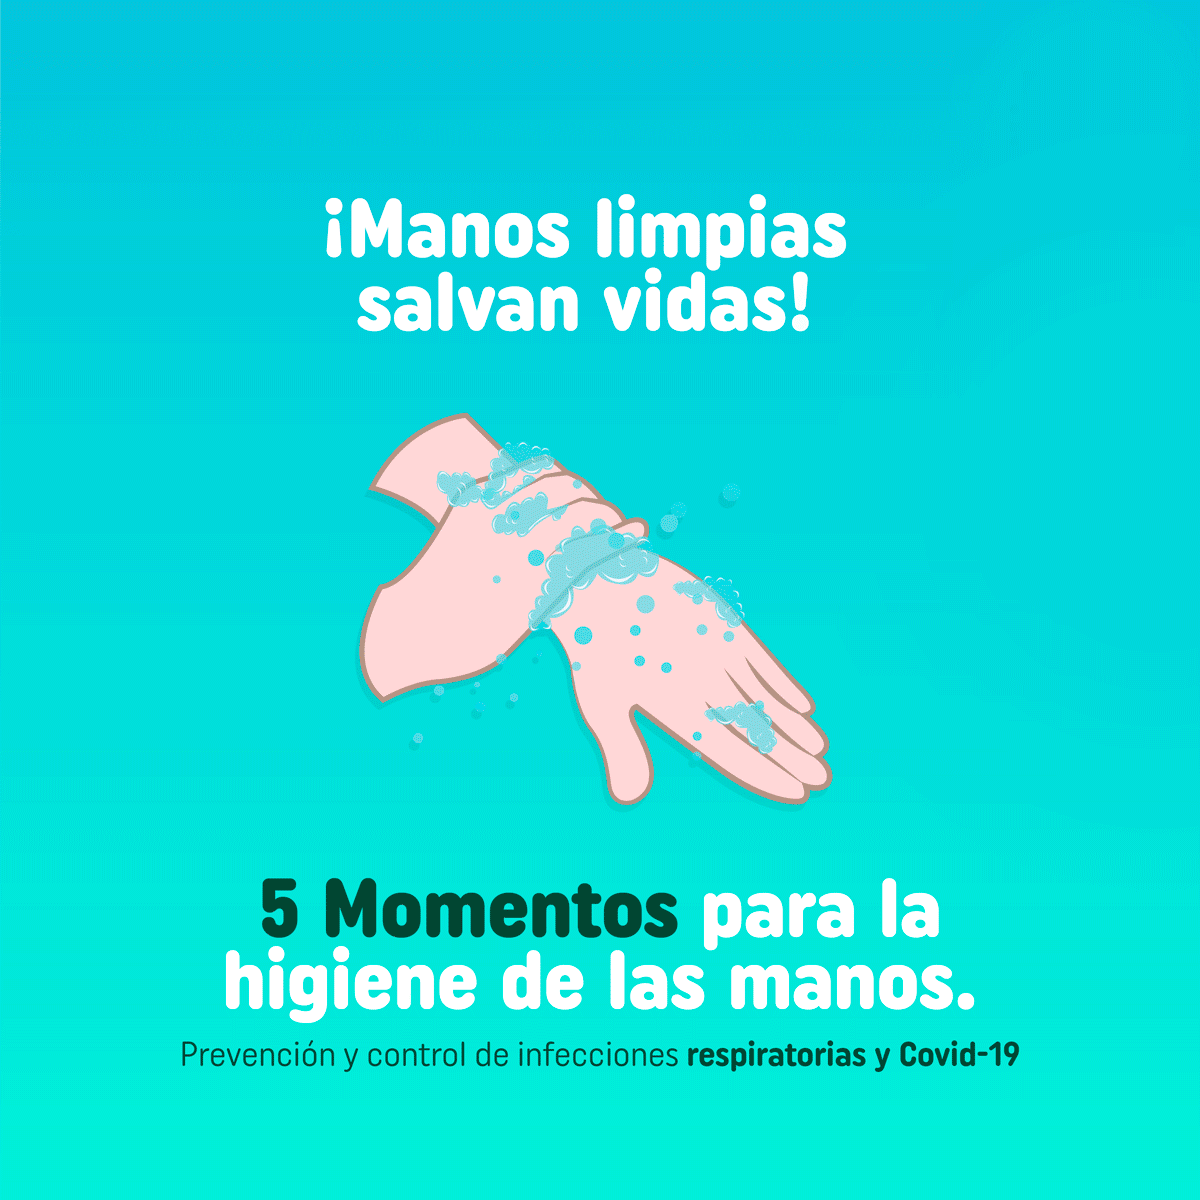 ¡Manos limpias
salvan vidas!
5 Momentos para la
higiene de las manos.
Prevención y control de infecciones respiratorias y Covid-19